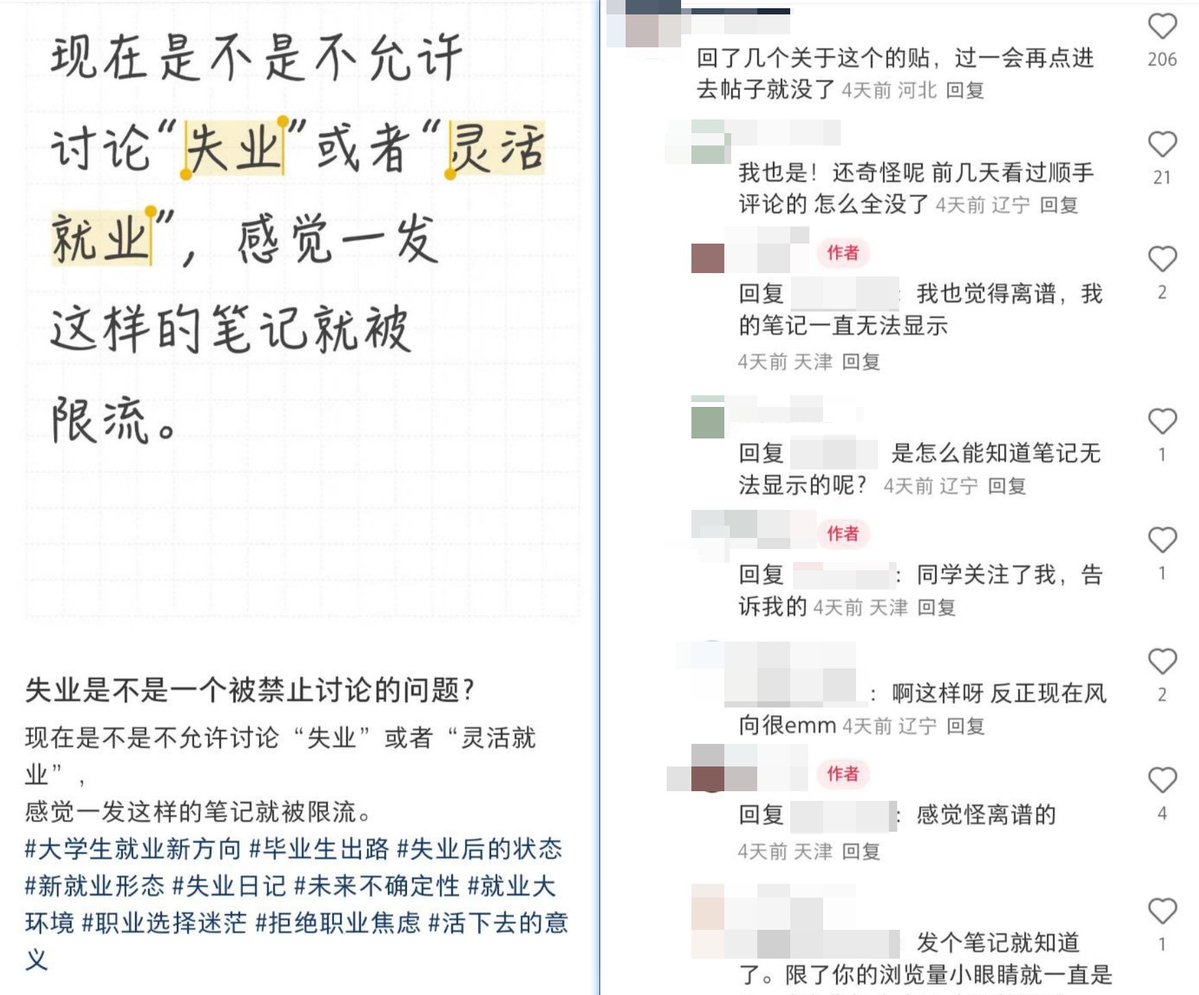 现在是不是不允许
讨论“失业”或者“灵活
就业”，感觉一发
这样的笔记就被
限流。
失业是不是一个被禁止讨论的问题？
现在是不是不允许讨论“失业”或者“灵活就
业”，
感觉一发这样的笔记就被限流。
#大学生就业新方向 #毕业生出路 #失业后的状态
#新就业形态 #失业日记 #未来不确定性 #就业大
环境 #职业选择迷茫 #拒绝职业焦虑 #活下去的意
义
回了几个关于这个的贴，过一会再点进
去帖子就没了 4天前 河北 回复
206
我也是！还奇怪呢 前几天看过顺手
评论的 怎么全没了 4天前 辽宁 回复
21
作者
回复 ：我也觉得离谱，我
的笔记一直无法显示
4天前 天津 回复
2
回复 是怎么能知道笔记无
法显示的呢？ 4天前 辽宁 回复
1
作者
回复 ：同学关注了我，告
诉我的 4天前 天津 回复
1
：啊这样呀 反正现在风
向很emm 4天前 辽宁 回复
2
作者
回复 ：感觉怪离谱的
4天前 天津 回复
4
发个笔记就知道
了。限了你的浏览量小眼睛就一直是
1